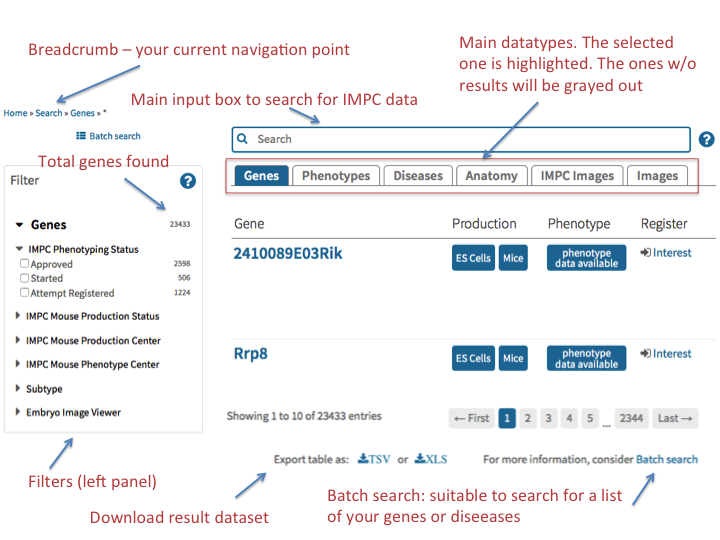 Breadcrumb – your current navigation point
Main datatypes. The selected
one is highlighted. The ones w/o
results will be grayed out
Main input box to search for IMPC data
Home » Search » Genes » *
Batch search
Search
?
Total genes found
Filter
?
Genes
Phenotypes
Diseases
Anatomy
IMPC Images
Images
Genes 23433
IMPC Phenotyping Status
Approved 2598
Started 506
Attempt Registered 1224
IMPC Mouse Production Status
IMPC Mouse Production Center
IMPC Mouse Phenotype Center
Subtype
Embryo Image Viewer
Gene Production Phenotype Register
2410089E03Rik ES Cells Mice phenotype Interest
data available
Rrp8 ES Cells Mice phenotype Interest
data available
Showing 1 to 10 of 23433 entries
← First 1 2 3 4 5 ... 2344 Last →
Export table as: TSV or XLS
For more information, consider Batch search
Filters (left panel)
Download result dataset
Batch search: suitable to search for a list
of your genes or diseeases